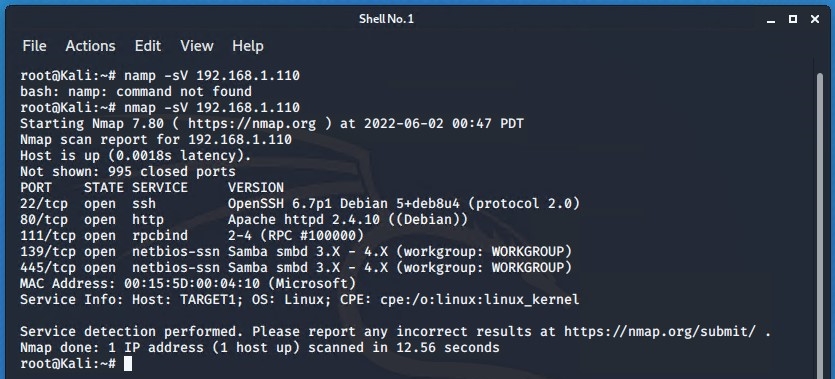 Shell No.1
File Actions Edit View Help
root@Kali:~# namp -sV 192.168.1.110
bash: namp: command not found
root@Kali:~# nmap -sV 192.168.1.110
Starting Nmap 7.80 ( https://nmap.org ) at 2022-06-02 00:47 PDT
Nmap scan report for 192.168.1.110
Host is up (0.0018s latency).
Not shown: 995 closed ports
PORT    STATE SERVICE     VERSION
22/tcp  open  ssh         OpenSSH 6.7p1 Debian 5+deb8u4 (protocol 2.0)
80/tcp  open  http        Apache httpd 2.4.10 ((Debian))
111/tcp open  rpcbind     2-4 (RPC #100000)
139/tcp open  netbios-ssn Samba smbd 3.X - 4.X (workgroup: WORKGROUP)
445/tcp open  netbios-ssn Samba smbd 3.X - 4.X (workgroup: WORKGROUP)
MAC Address: 00:15:5D:00:04:10 (Microsoft)
Service Info: Host: TARGET1; OS: Linux; CPE: cpe:/o:linux:linux_kernel
Service detection performed. Please report any incorrect results at https://nmap.org/submit/ .
Nmap done: 1 IP address (1 host up) scanned in 12.56 seconds
root@Kali:~#